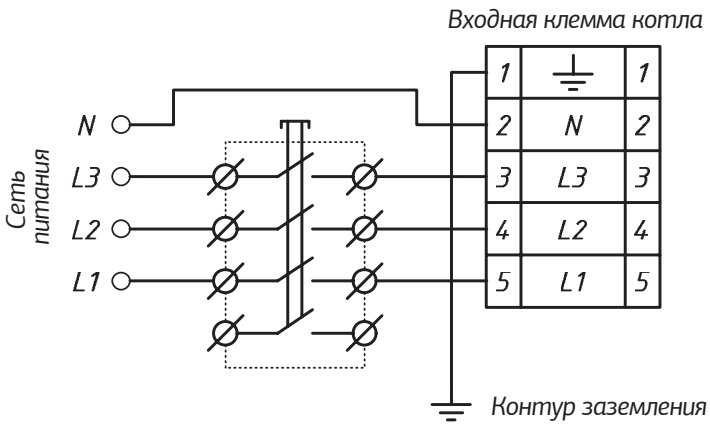 Входная клемма котла
1 1
N 2 N 2
L3 3 L3 3
L2 4 L2 4
L1 5 L1 5
Сеть
питания
Контур заземления